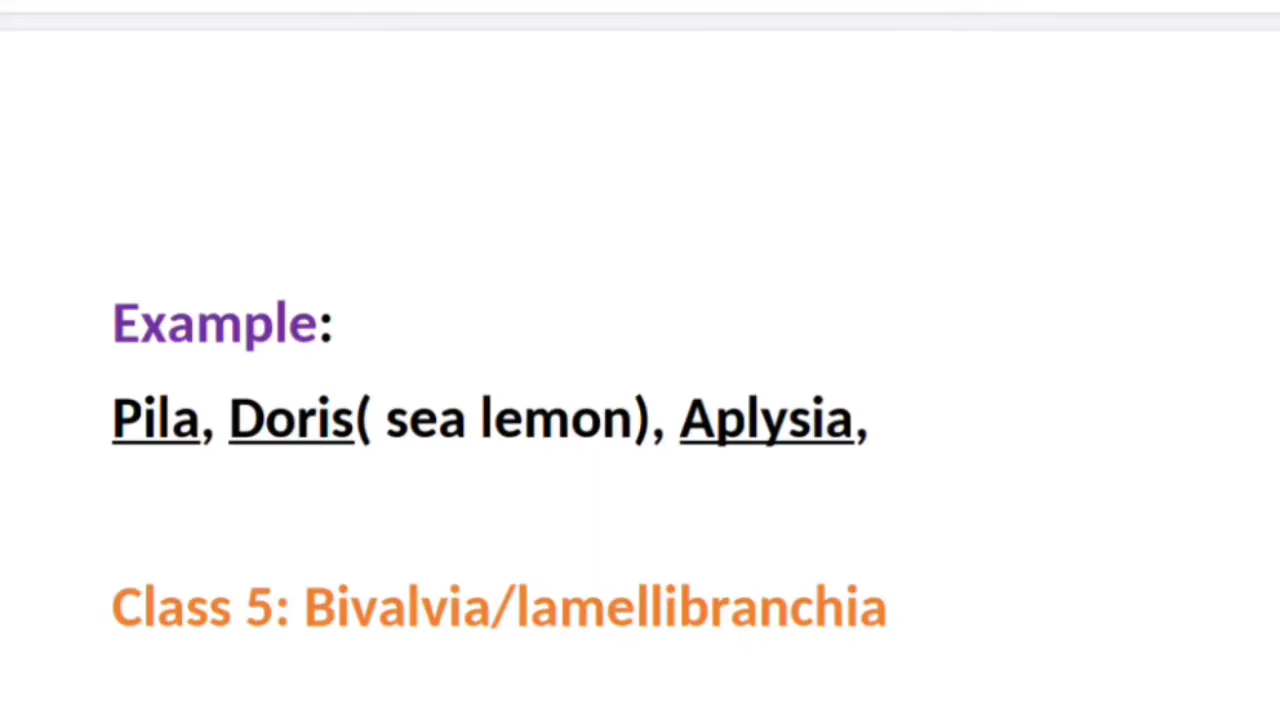 Example:
Pila, Doris( sea lemon), Aplysia,
Class 5: Bivalvia/lamellibranchia